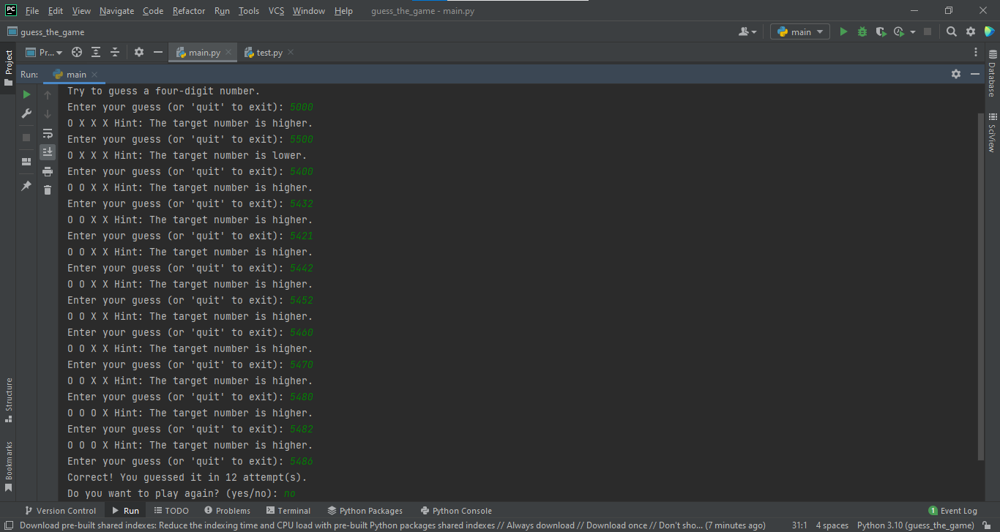 PC File Edit View Navigate Code Refactor Run Tools VCS Window Help guess_the_game - main.py
guess_the_game main
Project Pr... main.py test.py
Run: main
Database
SciView
Try to guess a four-digit number.
Enter your guess (or 'quit' to exit): 5000
O X X X Hint: The target number is higher.
Enter your guess (or 'quit' to exit): 5500
O X X X Hint: The target number is lower.
Enter your guess (or 'quit' to exit): 5400
O O X X Hint: The target number is higher.
Enter your guess (or 'quit' to exit): 5432
O O X X Hint: The target number is higher.
Enter your guess (or 'quit' to exit): 5421
O O X X Hint: The target number is higher.
Enter your guess (or 'quit' to exit): 5442
O O X X Hint: The target number is higher.
Enter your guess (or 'quit' to exit): 5452
O O X X Hint: The target number is higher.
Enter your guess (or 'quit' to exit): 5460
O O X X Hint: The target number is higher.
Enter your guess (or 'quit' to exit): 5470
O O X X Hint: The target number is higher.
Enter your guess (or 'quit' to exit): 5480
O O O X Hint: The target number is higher.
Enter your guess (or 'quit' to exit): 5482
O O O X Hint: The target number is higher.
Enter your guess (or 'quit' to exit): 5486
Correct! You guessed it in 12 attempt(s).
Do you want to play again? (yes/no): no
Structure
Bookmarks
Version Control Run TODO Problems Terminal Python Packages Python Console 1 Event Log
Download pre-built shared indexes: Reduce the indexing time and CPU load with pre-built Python packages shared indexes // Always download // Download once // Don't sho... (7 minutes ago) 31:1 4 spaces Python 3.10 (guess_the_game)